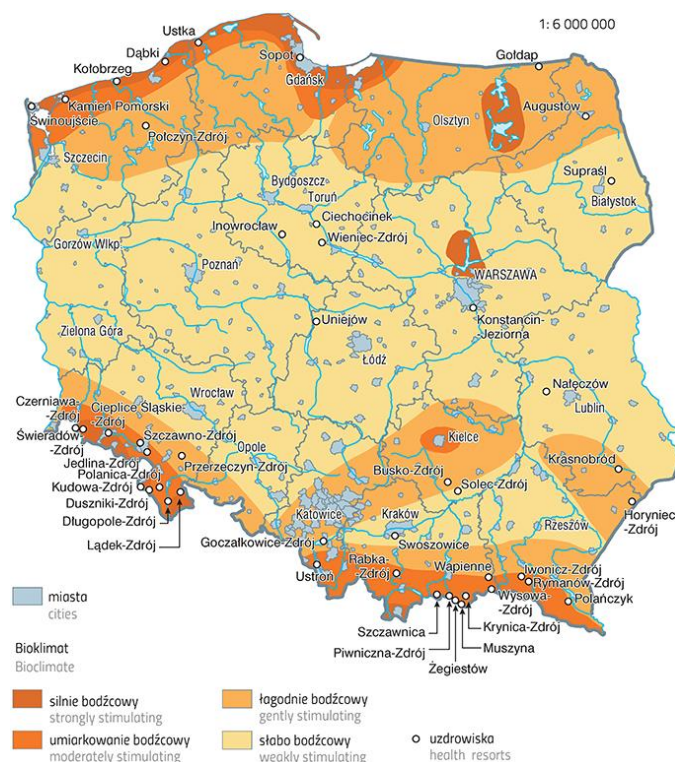 1: 6 000 000
Ustka
Dąbki
Sopot
Gołdap
Kołobrzeg
Gdańsk
Kamień Pomorski
Świnoujście
Augustów
Olsztyn
Połczyn-Zdrój
Szczecin
Supraśl
Bydgoszcz
Białystok
Toruń
Ciechocinek
Inowrocław
Wieniec-Zdrój
Gorzów Wlkp.
Poznań
WARSZAWA
Konstancin-
Jeziorna
Uniejów
Zielona Góra
Łódź
Nałęczów
Lublin
Czerniawa-
-Zdrój
Cieplice Śląskie-
-Zdrój
Wrocław
Świeradów-
-Zdrój
Szczawno-Zdrój
Opole
Kielce
Krasnobród
Jedlina-Zdrój
Przerzeczyn-Zdrój
Busko-Zdrój
Polanica-Zdrój
Solec-Zdrój
Kudowa-Zdrój
Duszniki-Zdrój
Katowice
Kraków
Horyniec-
-Zdrój
Długopole-Zdrój
Rzeszów
Goczałkowice-Zdrój
Swoszowice
Lądek-Zdrój
Ustroń
Rabka-
-Zdrój
Wapienne
Iwonicz-Zdrój
Rymanów-Zdrój
Wysowa-
-Zdrój
Polańczyk
Szczawnica
Krynica-Zdrój
Piwniczna-Zdrój
Muszyna
Żegiestów
miasta
cities
Bioklimat
Bioclimate
silnie bodźcowy
strongly stimulating
łagodnie bodźcowy
gently stimulating
umiarkowanie bodźcowy
moderately stimulating
słabo bodźcowy
weakly stimulating
uzdrowiska
health resorts